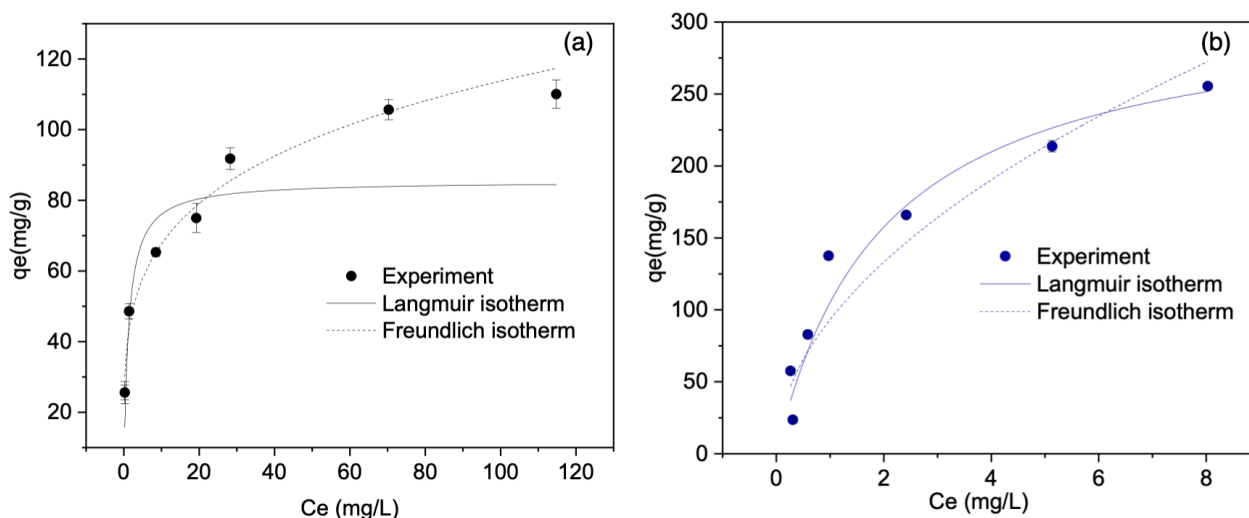 (a)
120
100
80
60
40
20
qe(mg/g)
Experiment
Langmuir isotherm
Freundlich isotherm
0 20 40 60 80 100 120
Ce (mg/L)
(b)
300
250
200
150
100
50
0
qe(mg/g)
Experiment
Langmuir isotherm
Freundlich isotherm
0 2 4 6 8
Ce (mg/L)